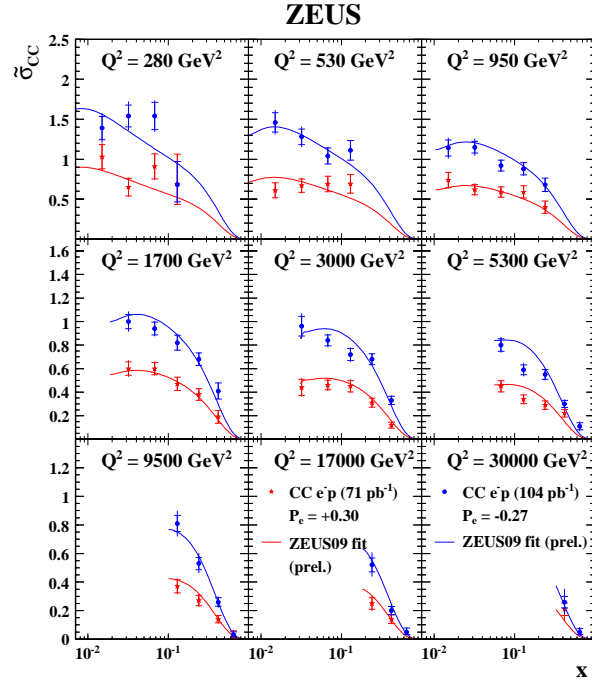 ZEUS
σ̃CC
Q² = 280 GeV²
Q² = 530 GeV²
Q² = 950 GeV²
2.5
2
1.5
1
0.5
Q² = 1700 GeV²
Q² = 3000 GeV²
Q² = 5300 GeV²
1.6
1.4
1.2
1
0.8
0.6
0.4
0.2
Q² = 9500 GeV²
Q² = 17000 GeV²
Q² = 30000 GeV²
CC e⁻p (71 pb⁻¹)
Pe = +0.30
ZEUS09 fit
(prel.)
CC e⁻p (104 pb⁻¹)
Pe = -0.27
ZEUS09 fit (prel.)
1.2
1
0.8
0.6
0.4
0.2
0
10⁻² 10⁻¹ 10⁻² 10⁻¹ 10⁻² 10⁻¹
x